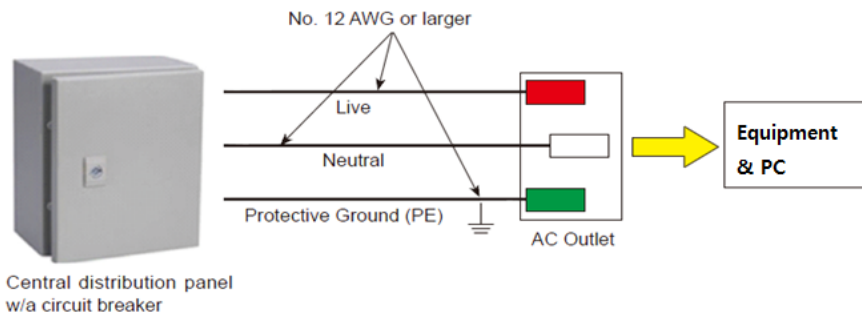 No. 12 AWG or larger
Live
Neutral
Protective Ground (PE)
AC Outlet
Equipment
& PC
Central distribution panel
w/a circuit breaker